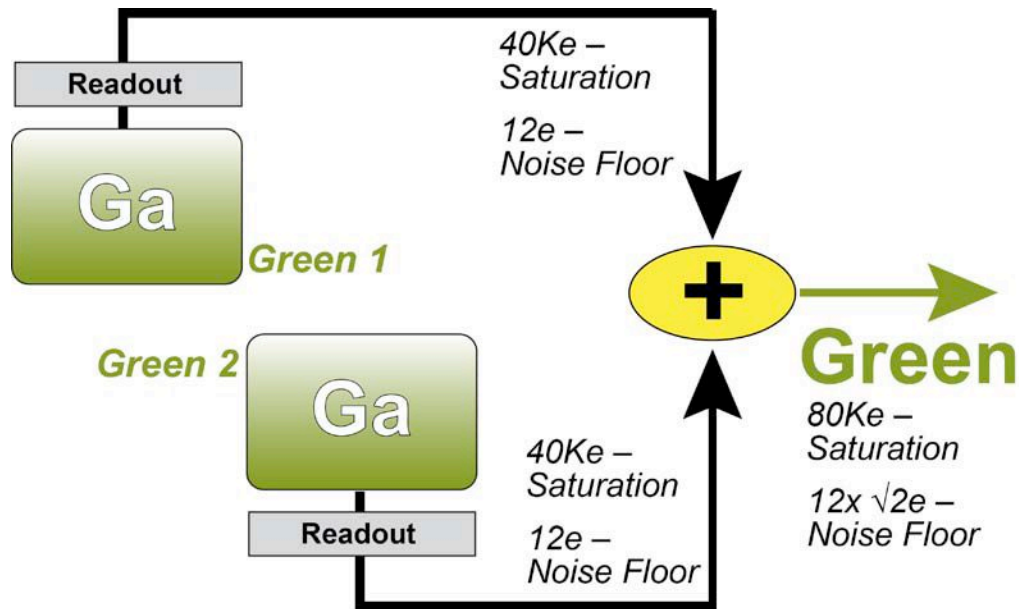 40Ke –
Saturation
12e –
Noise Floor
Readout
Ga
Green 1
Green 2
Ga
Readout
40Ke –
Saturation
12e –
Noise Floor
+
Green
80Ke –
Saturation
12x √2e –
Noise Floor